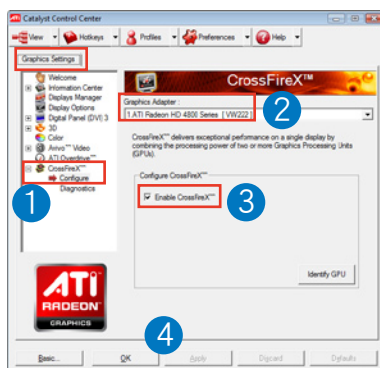 Catalyst Control Center
View Hotkeys Profiles Preferences Help
Graphics Settings
Welcome
Information Center
Displays Manager
Display Options
Digital Panel (DVI) 3
3D
Color
Avivo™ Video
ATI Overdrive™
CrossFireX™
Configure
Diagnostics
1
CrossFireX™
Graphics Adapter :
1.ATI Radeon HD 4800 Series [ VW222 ]
2
CrossFireX™ delivers exceptional performance on a single display by
combining the processing power of two or more Graphics Processing Units
(GPUs).
Configure CrossFireX™
Enable CrossFireX™
3
Identify GPU
ATI
RADEON
GRAPHICS
4
Basic... OK Apply Discard Defaults